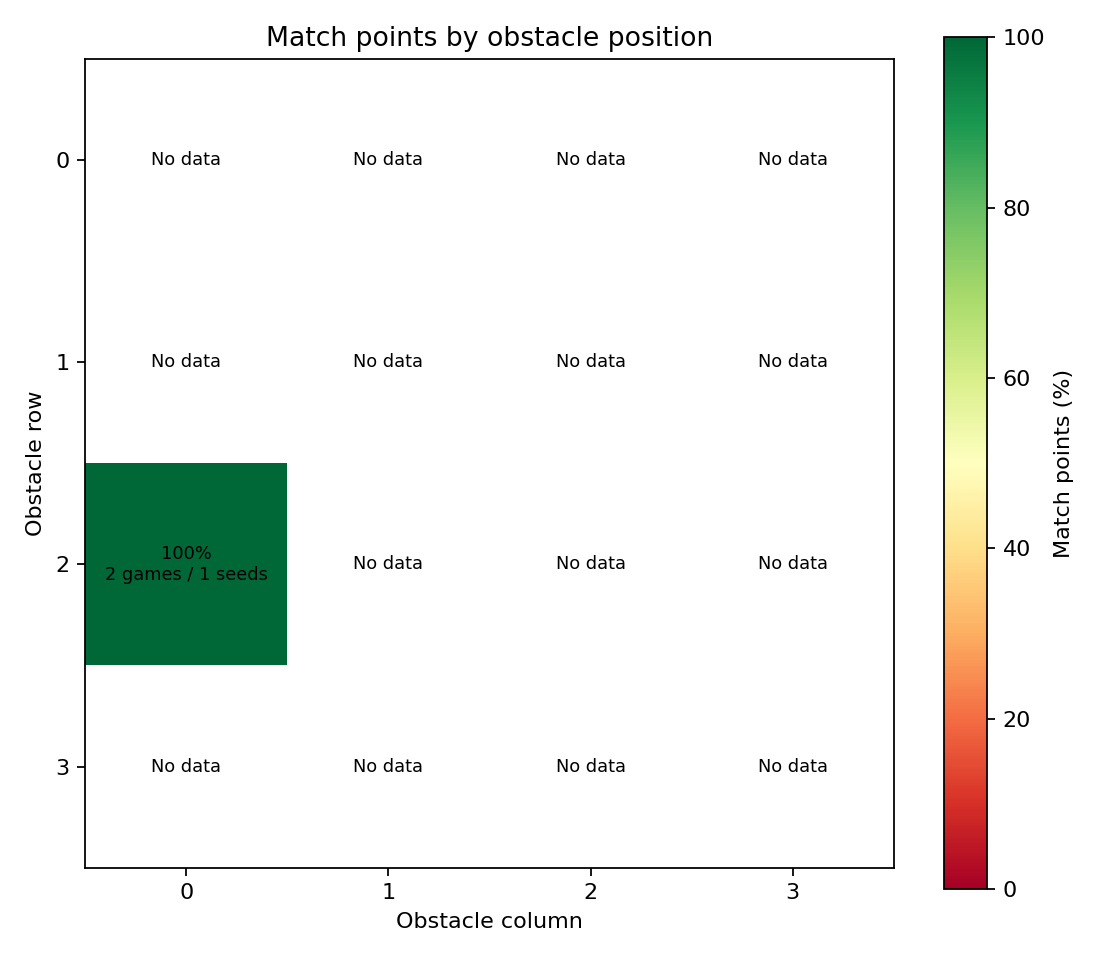 Match points by obstacle position
100
0 No data No data No data No data
80
1 No data No data No data No data
60
Obstacle row
Match points (%)
100%
2 games / 1 seeds
2 No data No data No data
40
20
3 No data No data No data No data
0
0 1 2 3
Obstacle column